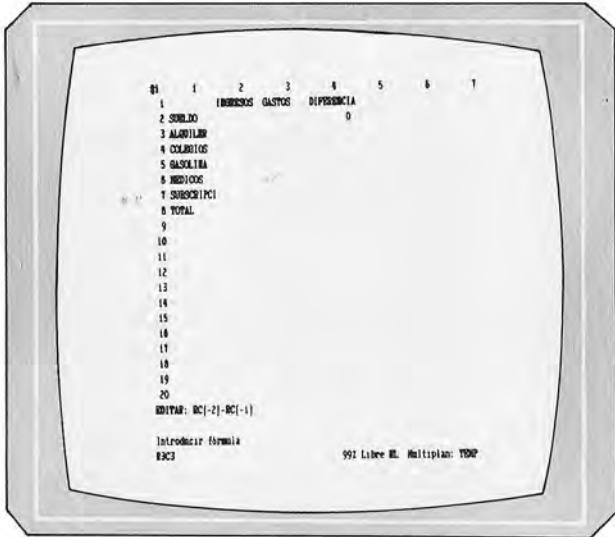 #1 1 2 3 4 5 6 7
1 INGRESOS GASTOS DIFERENCIA
2 SUELDO 0
3 ALQUILER
4 COLEGIOS
5 GASOLINA
6 MEDICOS
7 SUBSCRIPCI
8 TOTAL
9
10
11
12
13
14
15
16
17
18
19
20
EDITAR: RC[-2]-RC[-1]
Introducir fórmula
R3C3 99% Libre NL Multiplan: TEMP